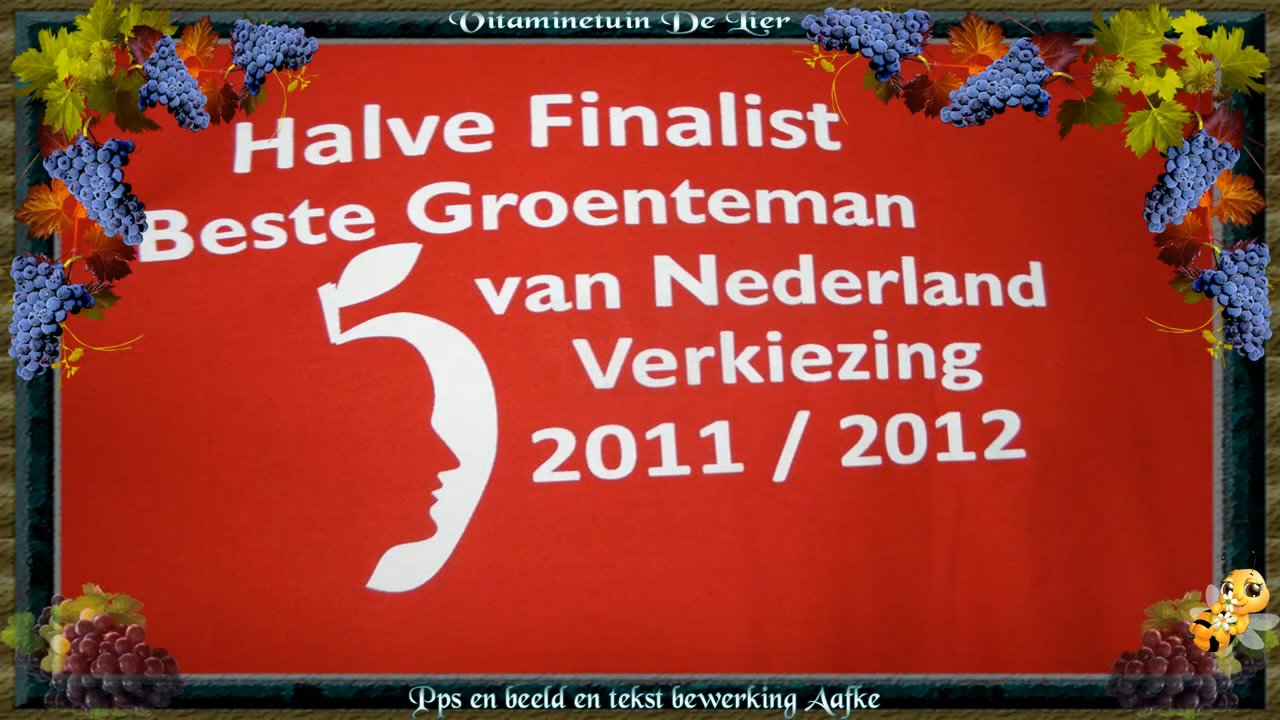 Vitaminetuin De Lier
Halve Finalist
Beste Groenteman
van Nederland
Verkiezing
2011 / 2012
Pps en beeld en tekst bewerking Aafke